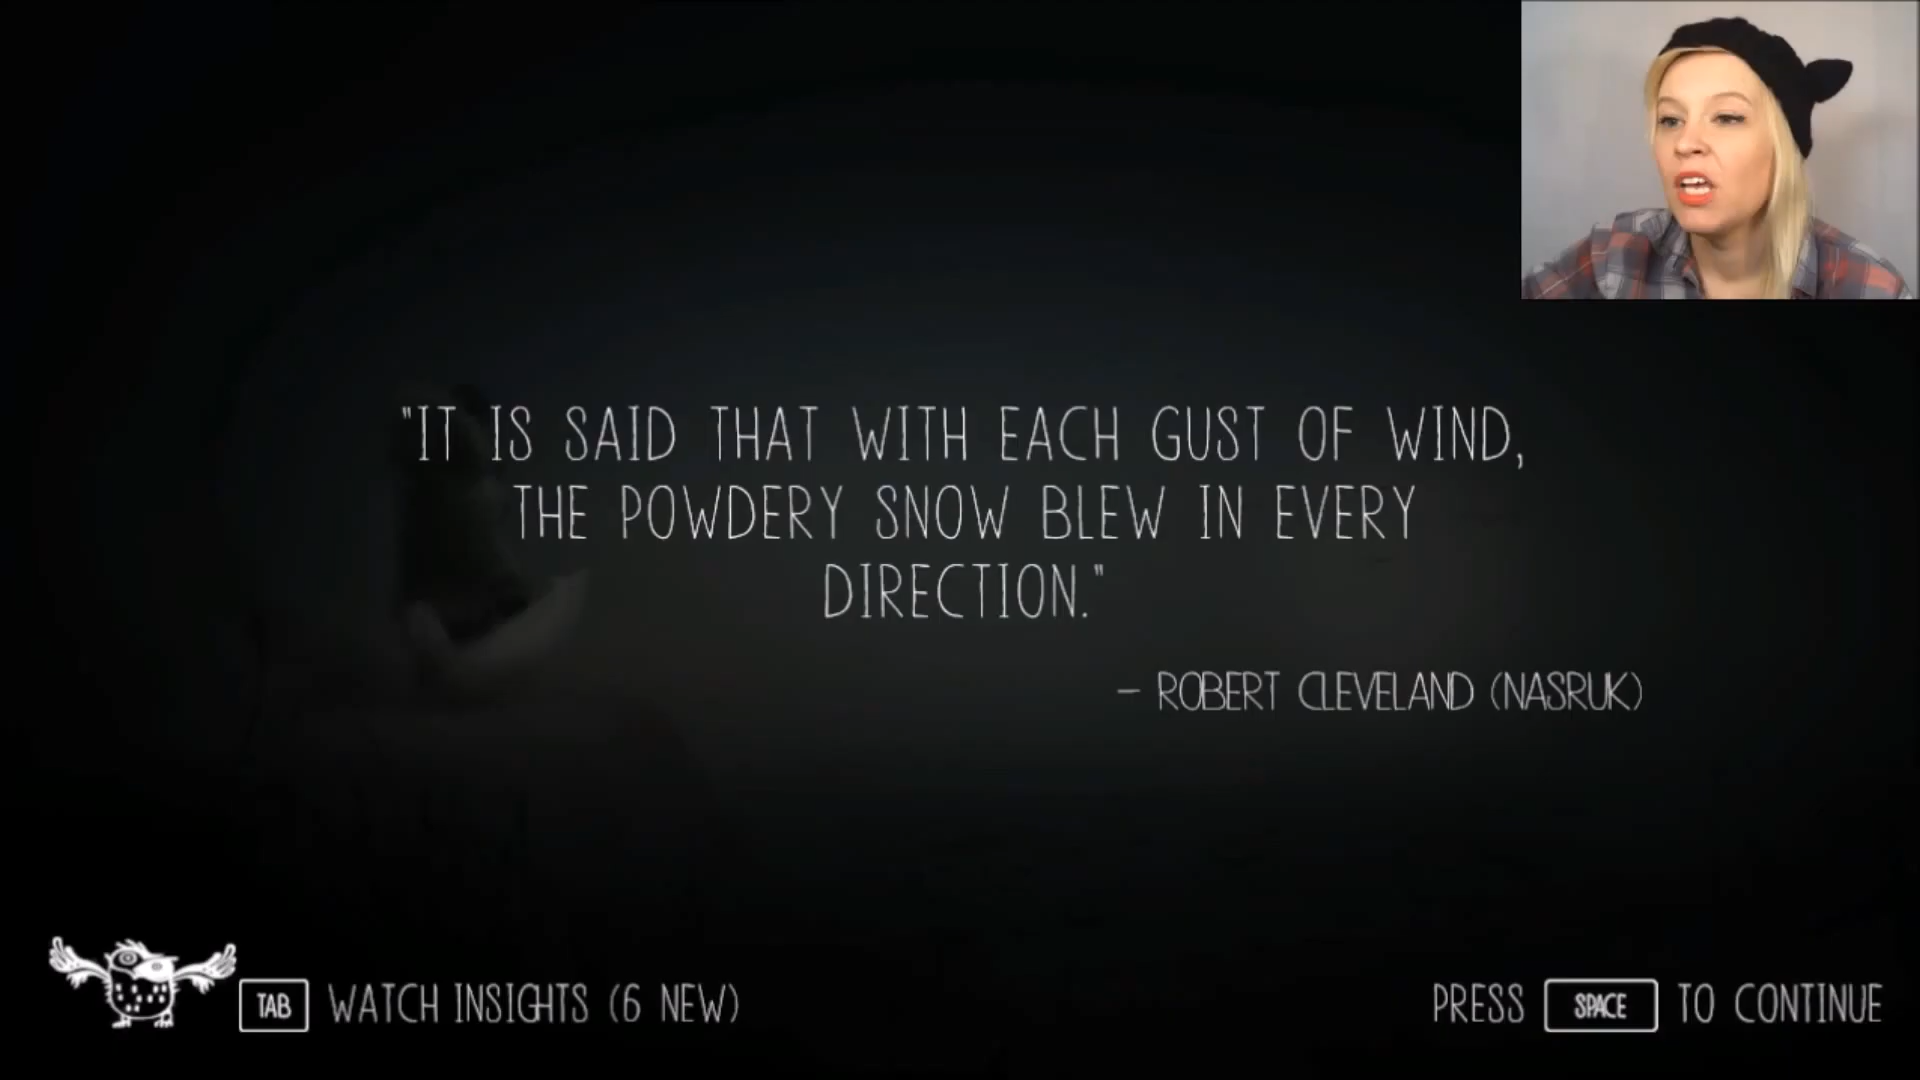 "IT IS SAID THAT WITH EACH GUST OF WIND,
THE POWDERY SNOW BLEW IN EVERY
DIRECTION."
– ROBERT CLEVELAND (NASRUK)
TAB WATCH INSIGHTS (6 NEW)
PRESS SPACE TO CONTINUE